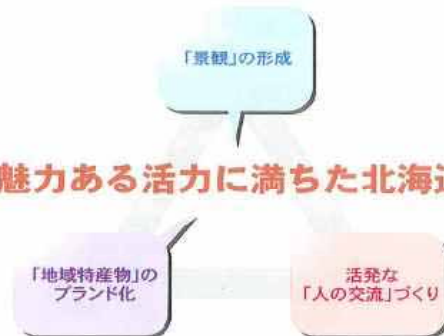 「景観」の形成
魅力ある活力に満ちた北海
「地域特産物」の
ブランド化
活発な
「人の交流」づくり